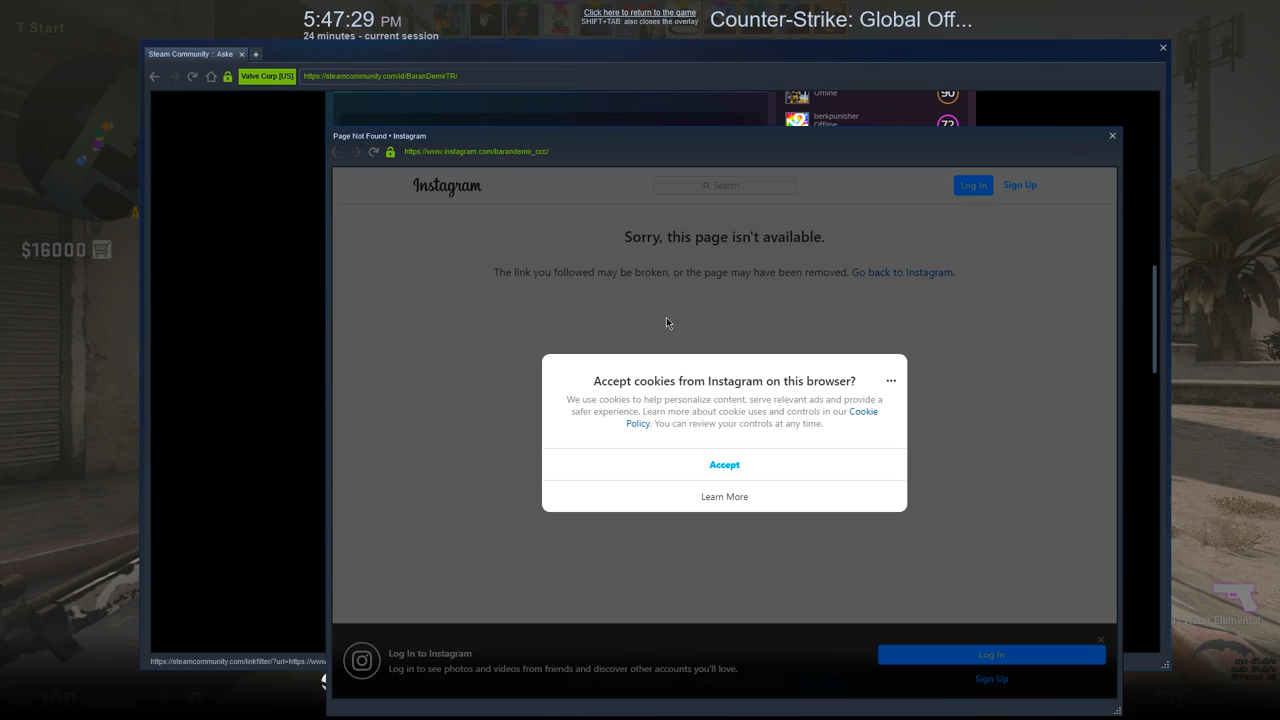 5:47:29 PM
24 minutes - current session
Click here to return to the game
SHIFT+TAB also closes the overlay
Counter-Strike: Global Off...
T Start
Steam Community :: Aske
Valve Corp [US]
https://steamcommunity.com/id/BaranDemirTR/
Offline
90
berkpunisher
Offline
72
Page Not Found • Instagram
https://www.instagram.com/barandemir_ccc/
Instagram
Search
Log In
Sign Up
$16000
Sorry, this page isn't available.
The link you followed may be broken, or the page may have been removed. Go back to Instagram.
Accept cookies from Instagram on this browser?
We use cookies to help personalize content, serve relevant ads and provide a
safer experience. Learn more about cookie uses and controls in our Cookie
Policy. You can review your controls at any time.
Accept
Learn More
Log In to Instagram
Log in to see photos and videos from friends and discover other accounts you'll love.
Log In
Sign Up
https://steamcommunity.com/linkfilter/?url=https://www
Elemental